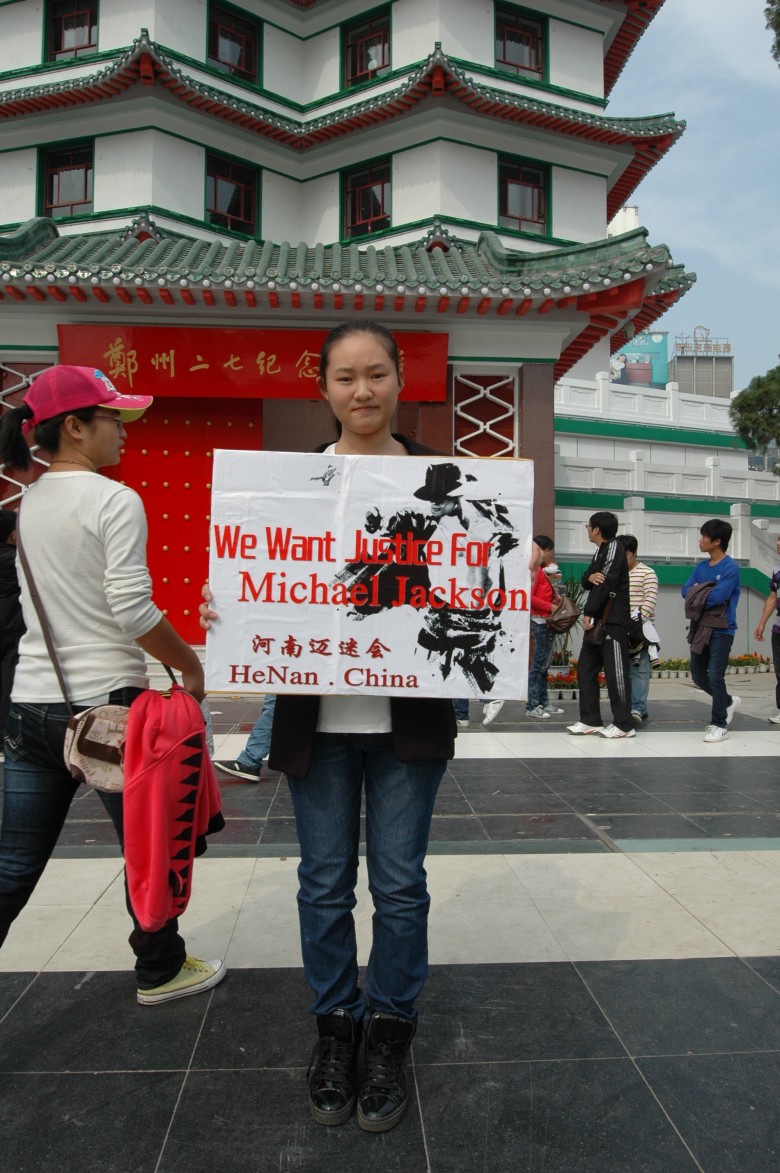 鄭州二七纪念
We Want Justice For
Michael Jackson
河南迈迷会
HeNan . China